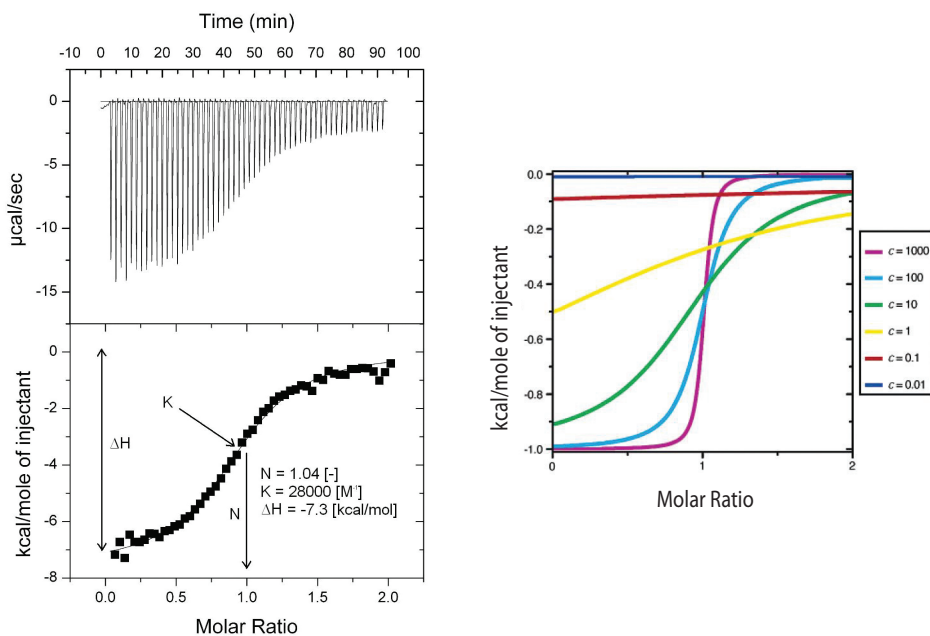 Time (min)
-10 0 10 20 30 40 50 60 70 80 90 100
0
-5
-10
-15
µcal/sec
0
-2
-4
-6
-8
kcal/mole of injectant
K
ΔH
N = 1.04 [-]
K = 28000 [M⁻¹]
ΔH = -7.3 [kcal/mol]
N
0.0 0.5 1.0 1.5 2.0
Molar Ratio
0.0
-0.2
-0.4
-0.6
-0.8
-1.0
kcal/mole of injectant
0 1 2
Molar Ratio
c = 1000
c = 100
c = 10
c = 1
c = 0.1
c = 0.01